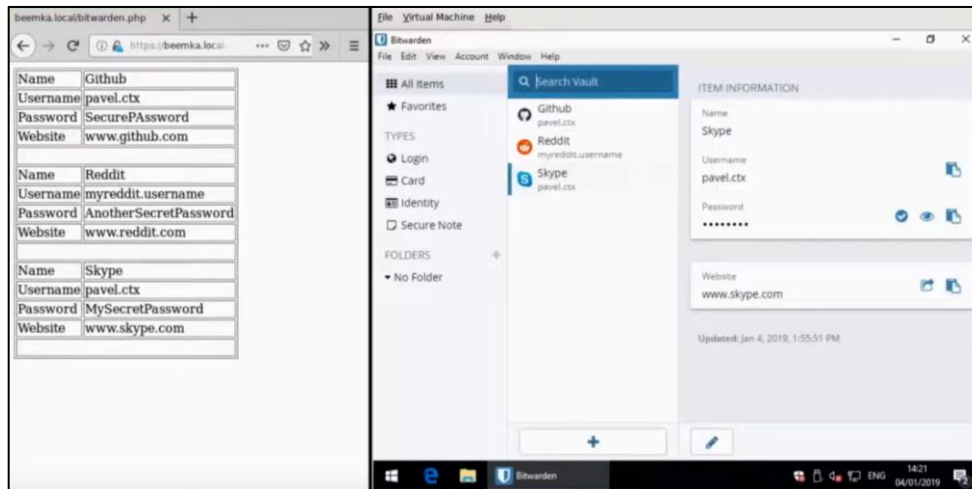 beemka.local/bitwarden.php
https://beemka.local
Name Github
Username pavel.ctx
Password SecurePAssword
Website www.github.com
Name Reddit
Username myreddit.username
Password AnotherSecretPassword
Website www.reddit.com
Name Skype
Username pavel.ctx
Password MySecretPassword
Website www.skype.com
File Virtual Machine Help
Bitwarden
File Edit View Account Window Help
All Items
Favorites
TYPES
Login
Card
Identity
Secure Note
FOLDERS
No Folder
Search Vault
Github
pavel.ctx
Reddit
myreddit.username
Skype
pavel.ctx
ITEM INFORMATION
Name
Skype
Username
pavel.ctx
Password
••••••••
Website
www.skype.com
Updated: Jan 4, 2019, 1:55:51 PM
Bitwarden
ENG
14:21
04/01/2019